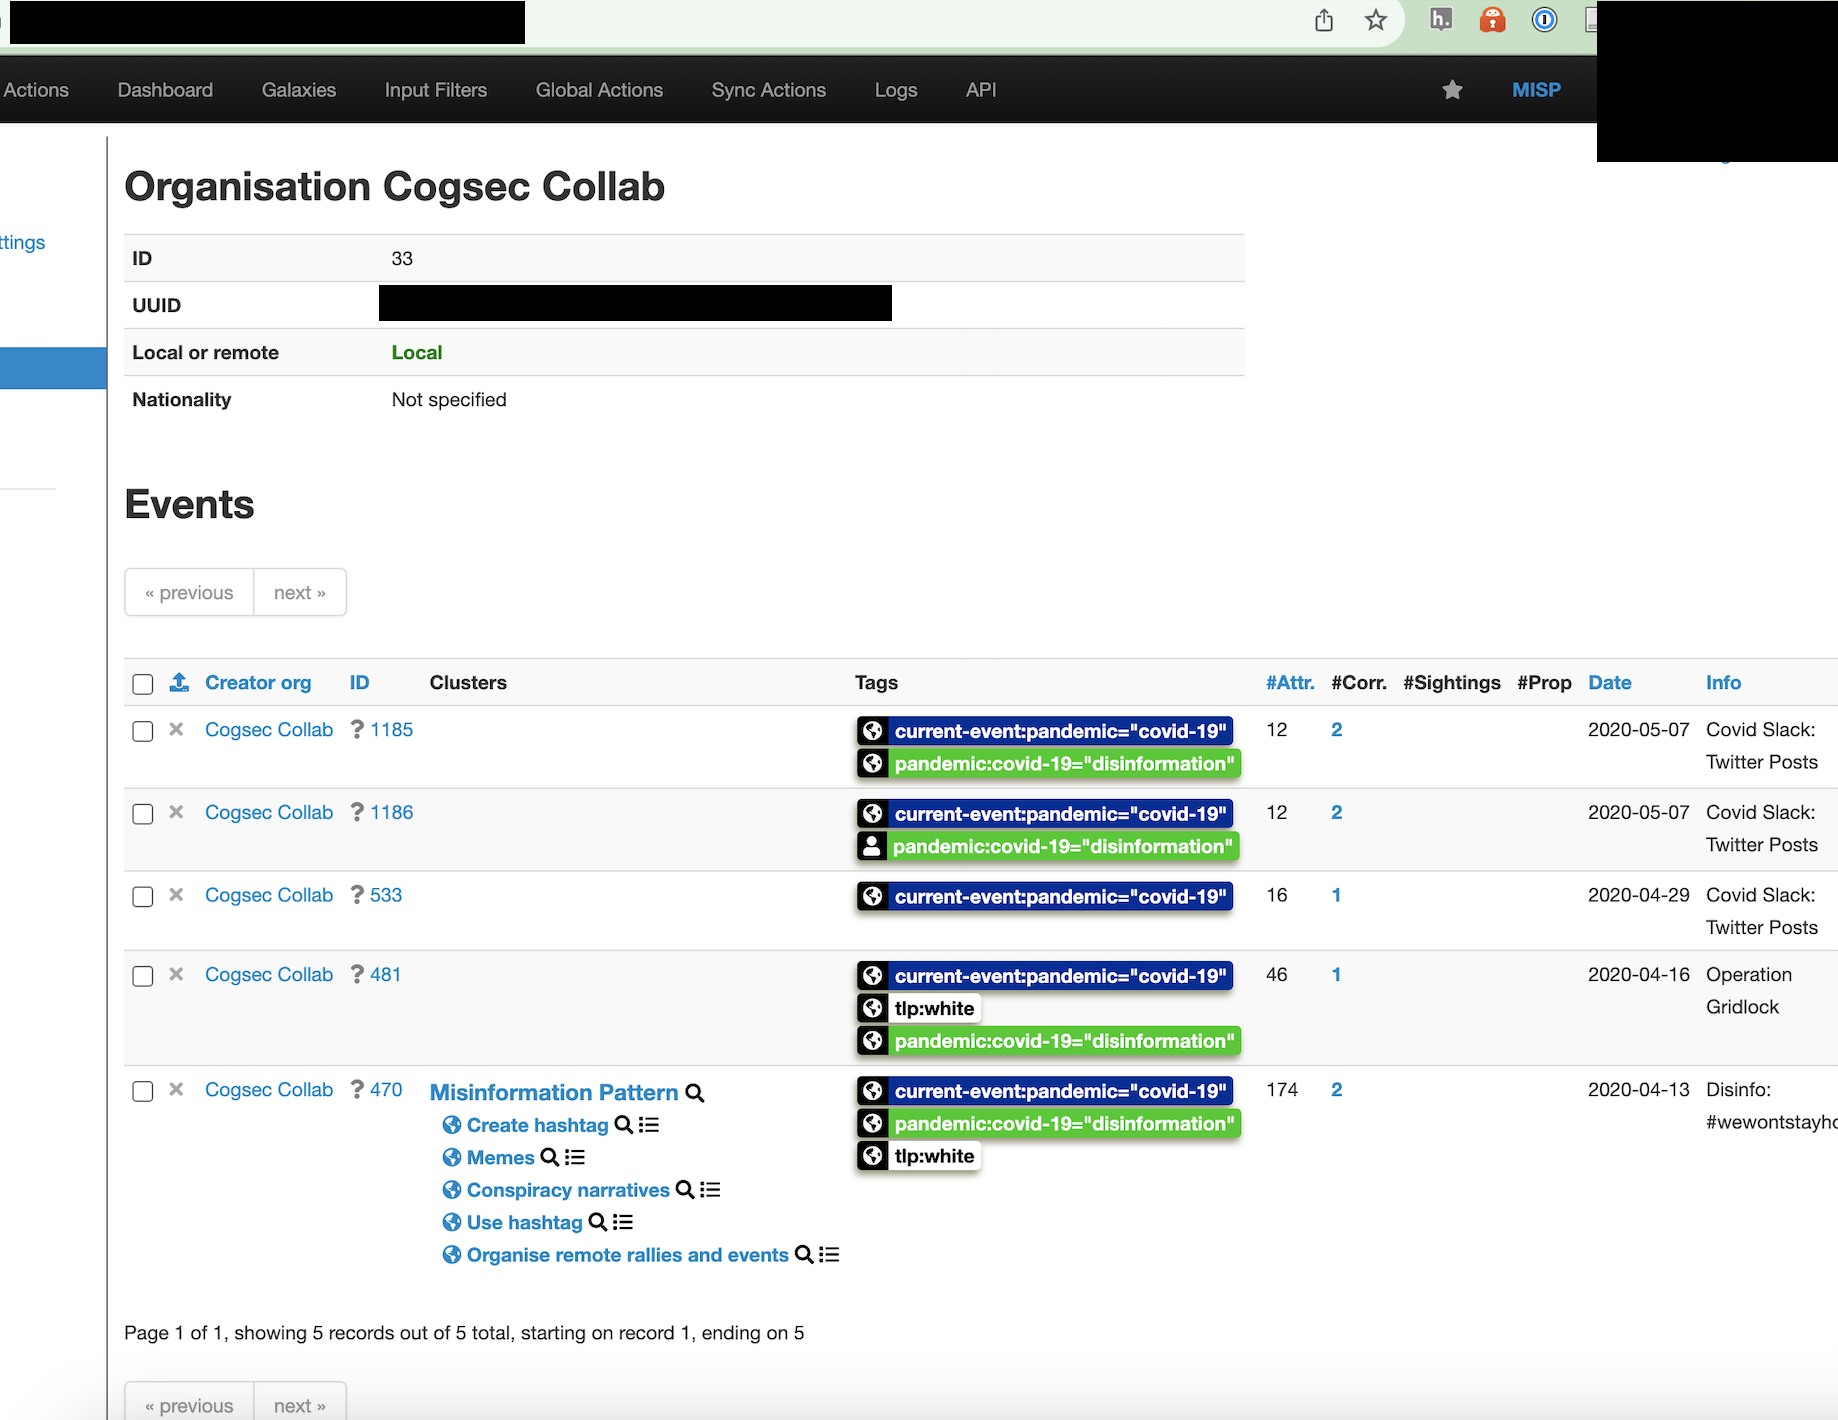 h.
Actions Dashboard Galaxies Input Filters Global Actions Sync Actions Logs API MISP
Organisation Cogsec Collab
ttings
ID 33
UUID
Local or remote Local
Nationality Not specified
Events
« previous next »
Creator org ID Clusters Tags #Attr. #Corr. #Sightings #Prop Date Info
Cogsec Collab ? 1185 current-event:pandemic="covid-19" 12 2 2020-05-07 Covid Slack:
pandemic:covid-19="disinformation" Twitter Posts
Cogsec Collab ? 1186 current-event:pandemic="covid-19" 12 2 2020-05-07 Covid Slack:
pandemic:covid-19="disinformation" Twitter Posts
Cogsec Collab ? 533 current-event:pandemic="covid-19" 16 1 2020-04-29 Covid Slack:
Twitter Posts
Cogsec Collab ? 481 current-event:pandemic="covid-19" 46 1 2020-04-16 Operation
tlp:white Gridlock
pandemic:covid-19="disinformation"
Cogsec Collab ? 470 Misinformation Pattern current-event:pandemic="covid-19" 174 2 2020-04-13 Disinfo:
Create hashtag pandemic:covid-19="disinformation" #wewontstayho
Memes tlp:white
Conspiracy narratives
Use hashtag
Organise remote rallies and events
Page 1 of 1, showing 5 records out of 5 total, starting on record 1, ending on 5
« previous next »